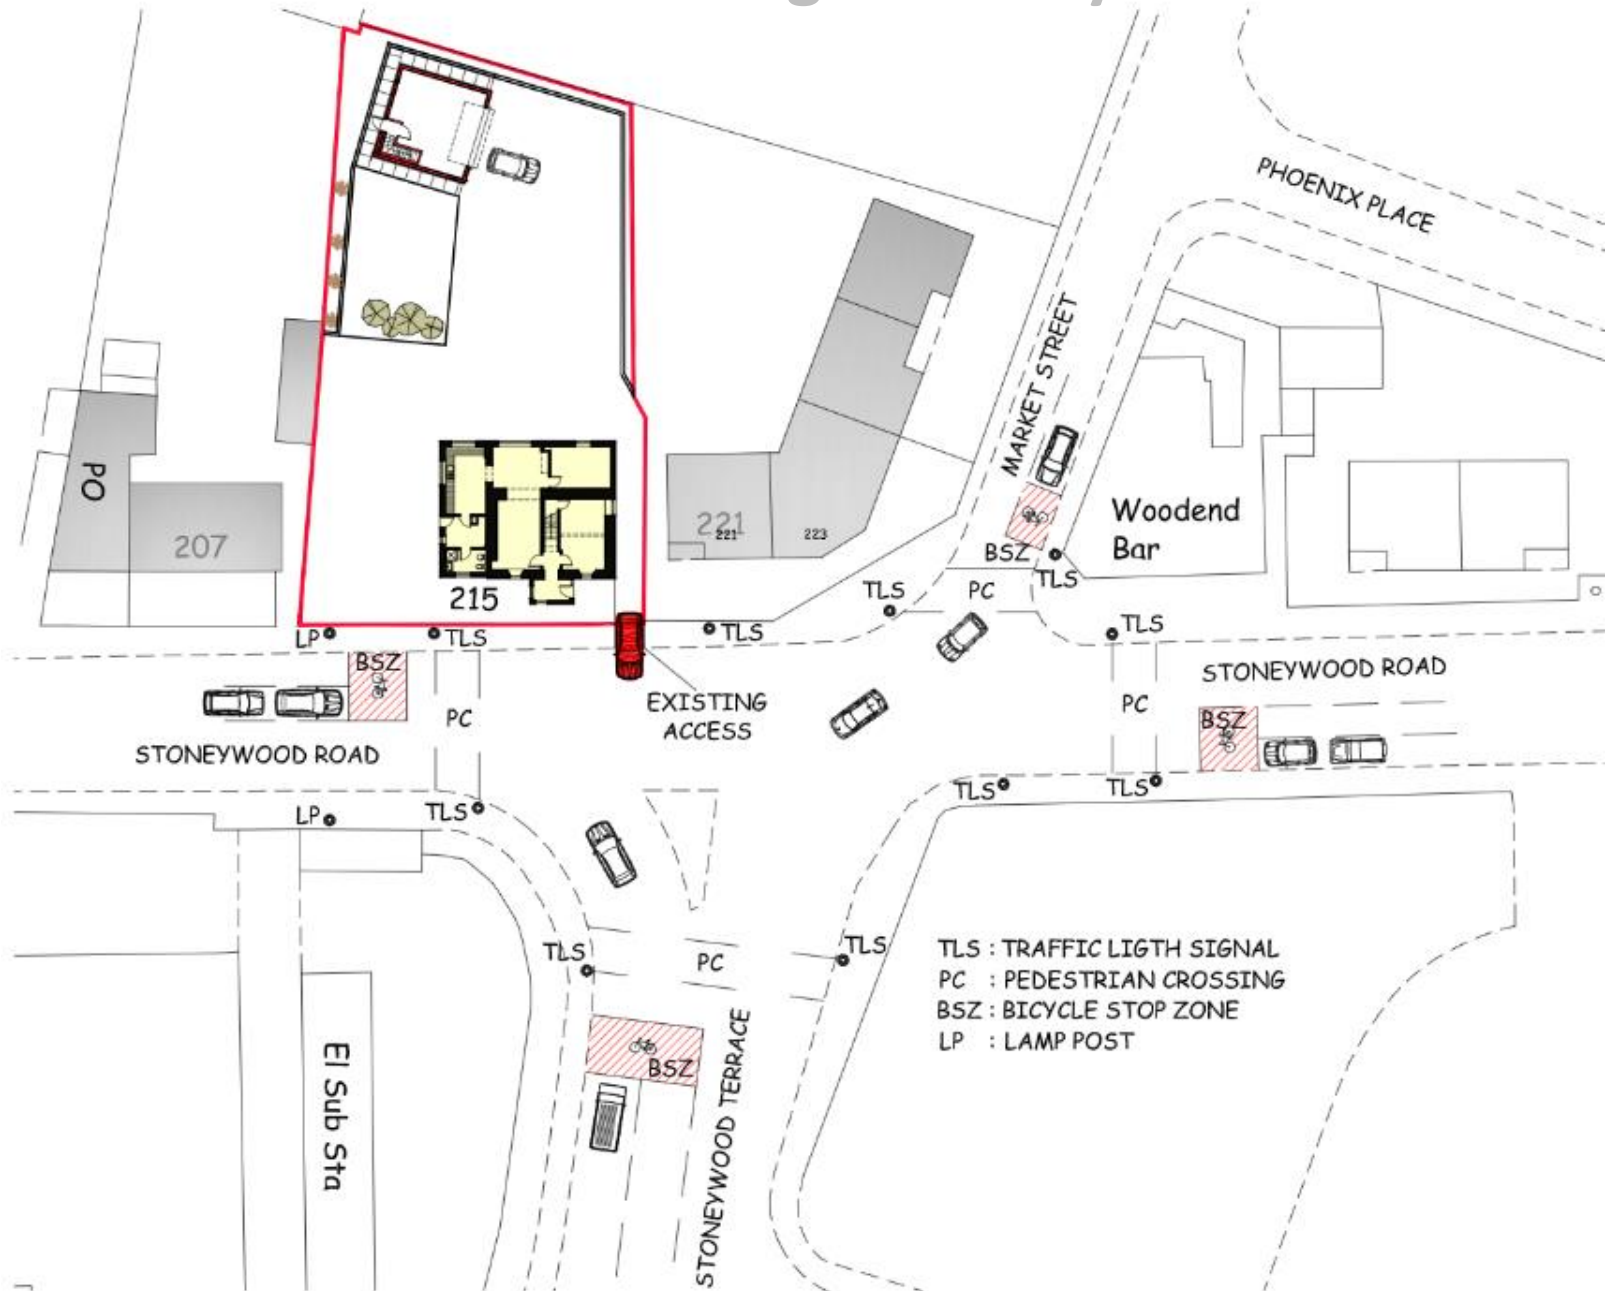 PHOENIX PLACE
MARKET STREET
PO
207
221
221
223
Woodend
Bar
BSZ
TLS
PC
TLS
215
LP
TLS
TLS
TLS
BSZ
PC
STONEYWOOD ROAD
EXISTING
ACCESS
PC
STONEYWOOD ROAD
BSZ
LP
TLS
TLS
TLS
TLS
PC
TLS
BSZ
STONEYWOOD TERRACE
El Sub Sta
TLS : TRAFFIC LIGTH SIGNAL
PC : PEDESTRIAN CROSSING
BSZ : BICYCLE STOP ZONE
LP : LAMP POST